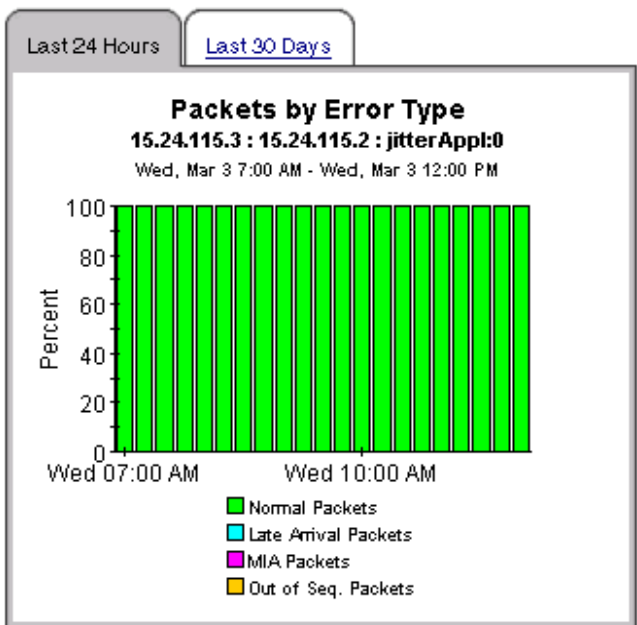 Last 24 Hours
Last 30 Days
Packets by Error Type
15.24.115.3 : 15.24.115.2 : jitterAppl:0
Wed, Mar 3 7:00 AM - Wed, Mar 3 12:00 PM
100
80
60
40
20
0
Percent
Wed 07:00 AM
Wed 10:00 AM
Normal Packets
Late Arrival Packets
MIA Packets
Out of Seq. Packets